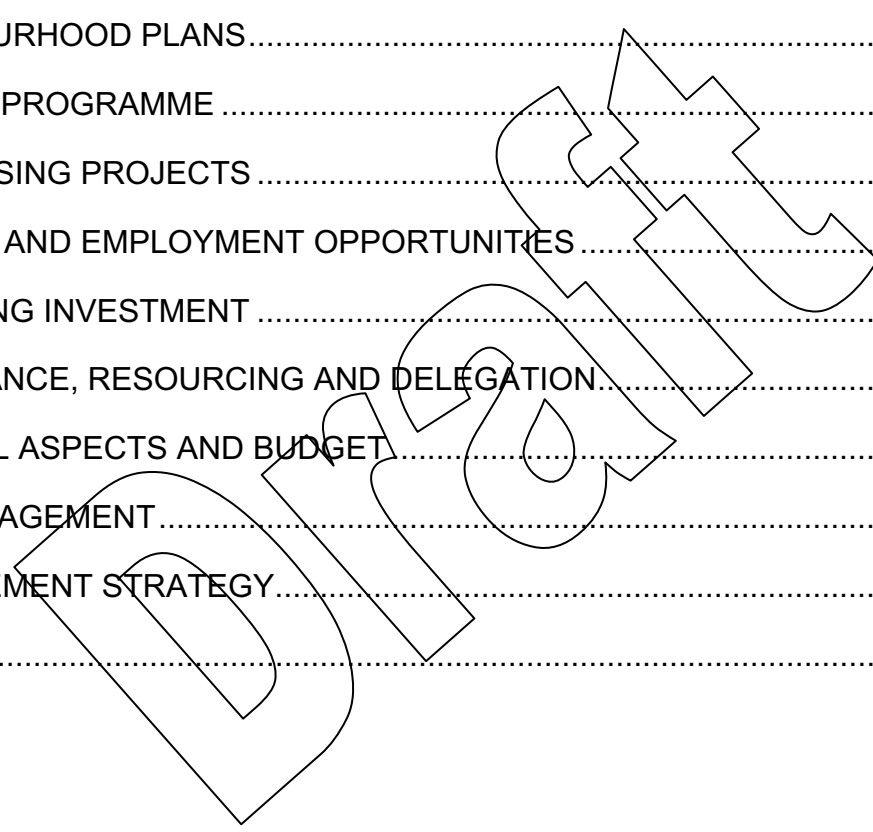 URHOOD PLANS................................................................................
PROGRAMME ................................................................................
SING PROJECTS ................................................................................
AND EMPLOYMENT OPPORTUNITIES ................................................................................
NG INVESTMENT ................................................................................
ANCE, RESOURCING AND DELEGATION................................................................................
L ASPECTS AND BUDGET................................................................................
AGEMENT................................................................................
EMENT STRATEGY................................................................................
................................................................................
Draft